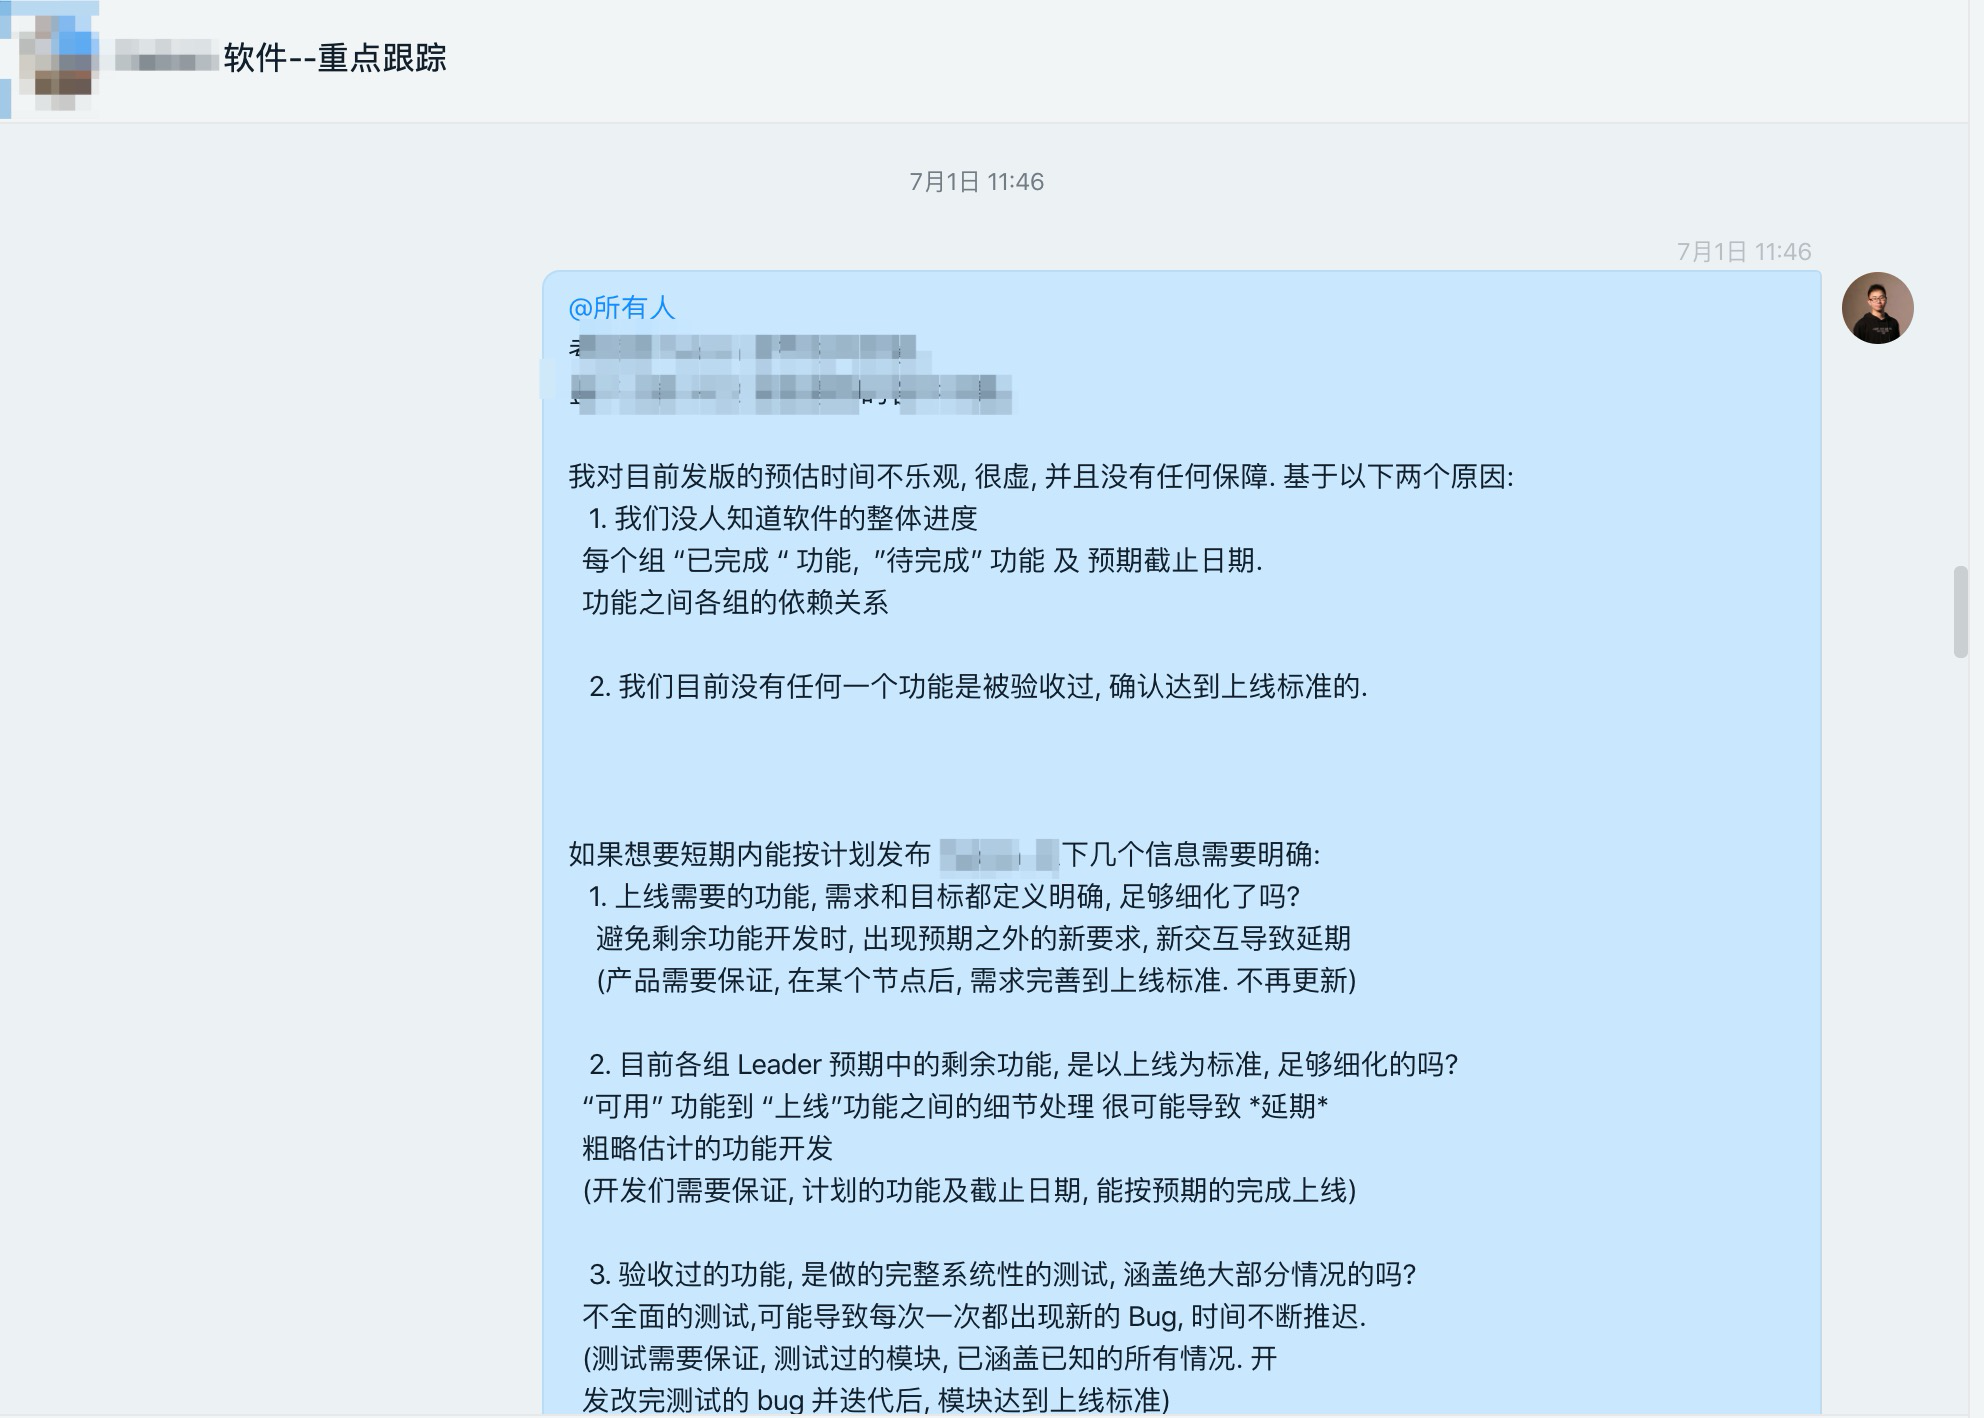 软件--重点跟踪
7月1日 11:46
7月1日 11:46
@所有人
我对目前发版的预估时间不乐观, 很虚, 并且没有任何保障. 基于以下两个原因:
1. 我们没人知道软件的整体进度
每个组 “已完成 “ 功能, ”待完成” 功能 及 预期截止日期.
功能之间各组的依赖关系
2. 我们目前没有任何一个功能是被验收过, 确认达到上线标准的.
如果想要短期内能按计划发布 下几个信息需要明确:
1. 上线需要的功能, 需求和目标都定义明确, 足够细化了吗?
避免剩余功能开发时, 出现预期之外的新要求, 新交互导致延期
(产品需要保证, 在某个节点后, 需求完善到上线标准. 不再更新)
2. 目前各组 Leader 预期中的剩余功能, 是以上线为标准, 足够细化的吗?
“可用” 功能到 “上线”功能之间的细节处理 很可能导致 *延期*
粗略估计的功能开发
(开发们需要保证, 计划的功能及截止日期, 能按预期的完成上线)
3. 验收过的功能, 是做的完整系统性的测试, 涵盖绝大部分情况的吗?
不全面的测试,可能导致每次一次都出现新的 Bug, 时间不断推迟.
(测试需要保证, 测试过的模块, 已涵盖已知的所有情况. 开
发改完测试的 bug 并迭代后, 模块达到上线标准)